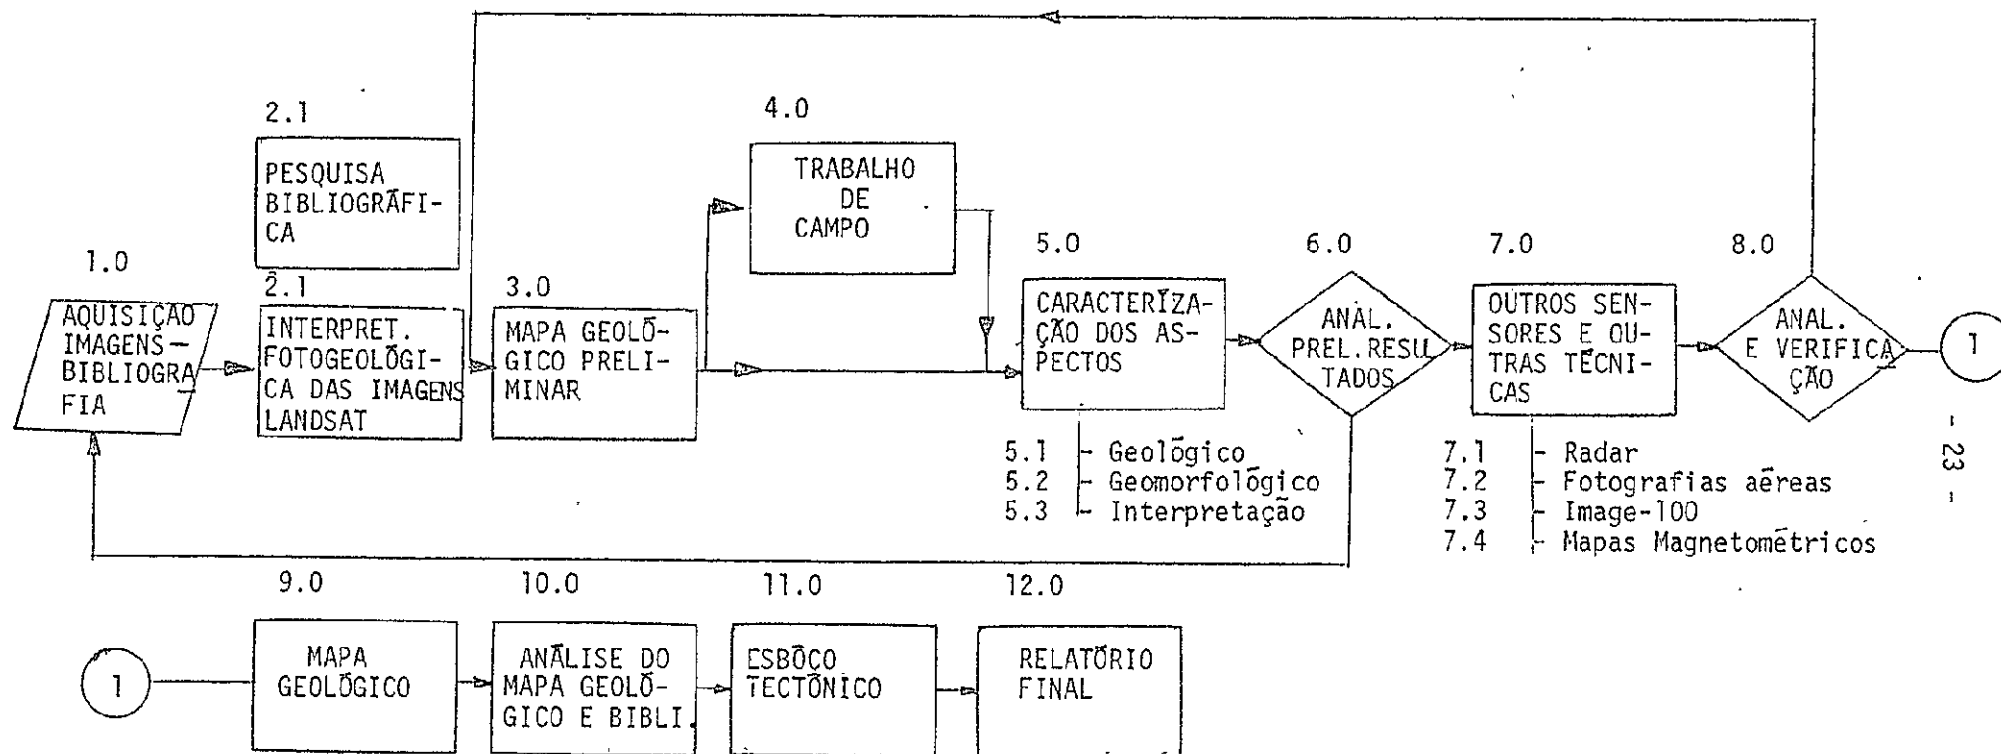 1.0
AQUISIÇÃO
IMAGENS—
BIBLIOGRA
FIA
2.1
PESQUISA
BIBLIOGRÃFI-
CA
2.1
INTERPRET.
FOTOGEOLÓGI-
CA DAS IMAGENS
LANDSAT
3.0
MAPA GEOLÓ-
GICO PRELI-
MINAR
4.0
TRABALHO
DE
CAMPO
5.0
CARACTERIZA-
ÇÃO DOS AS-
PECTOS
5.1 - Geológico
5.2 - Geomorfológico
5.3 - Interpretação
6.0
ANAL.
PREL.RESU
TADOS
7.0
OUTROS SEN-
SORES E OU-
TRAS TÉCNI-
CAS
7.1 - Radar
7.2 - Fotografias aéreas
7.3 - Image-100
7.4 - Mapas Magnetométricos
8.0
ANAL.
E VERIFICA
ÇÃO
1
- 23 -
1
9.0
MAPA
GEOLÓGICO
10.0
ANÁLISE DO
MAPA GEOLÓ-
GICO E BIBLI.
11.0
ESBÔÇO
TECTÔNICO
12.0
RELATÓRIO
FINAL